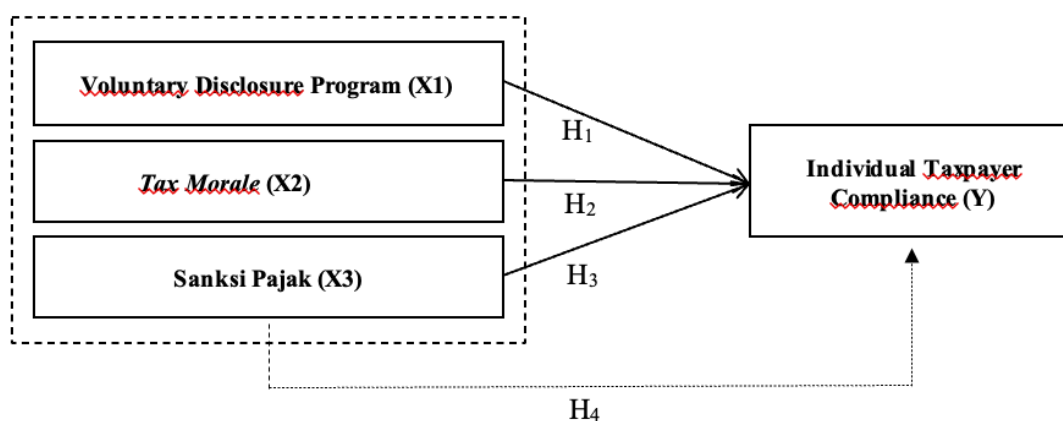 Voluntary Disclosure Program (X1)
H1
Tax Morale (X2)
H2
Sanksi Pajak (X3)
H3
Individual Taxpayer
Compliance (Y)
H4